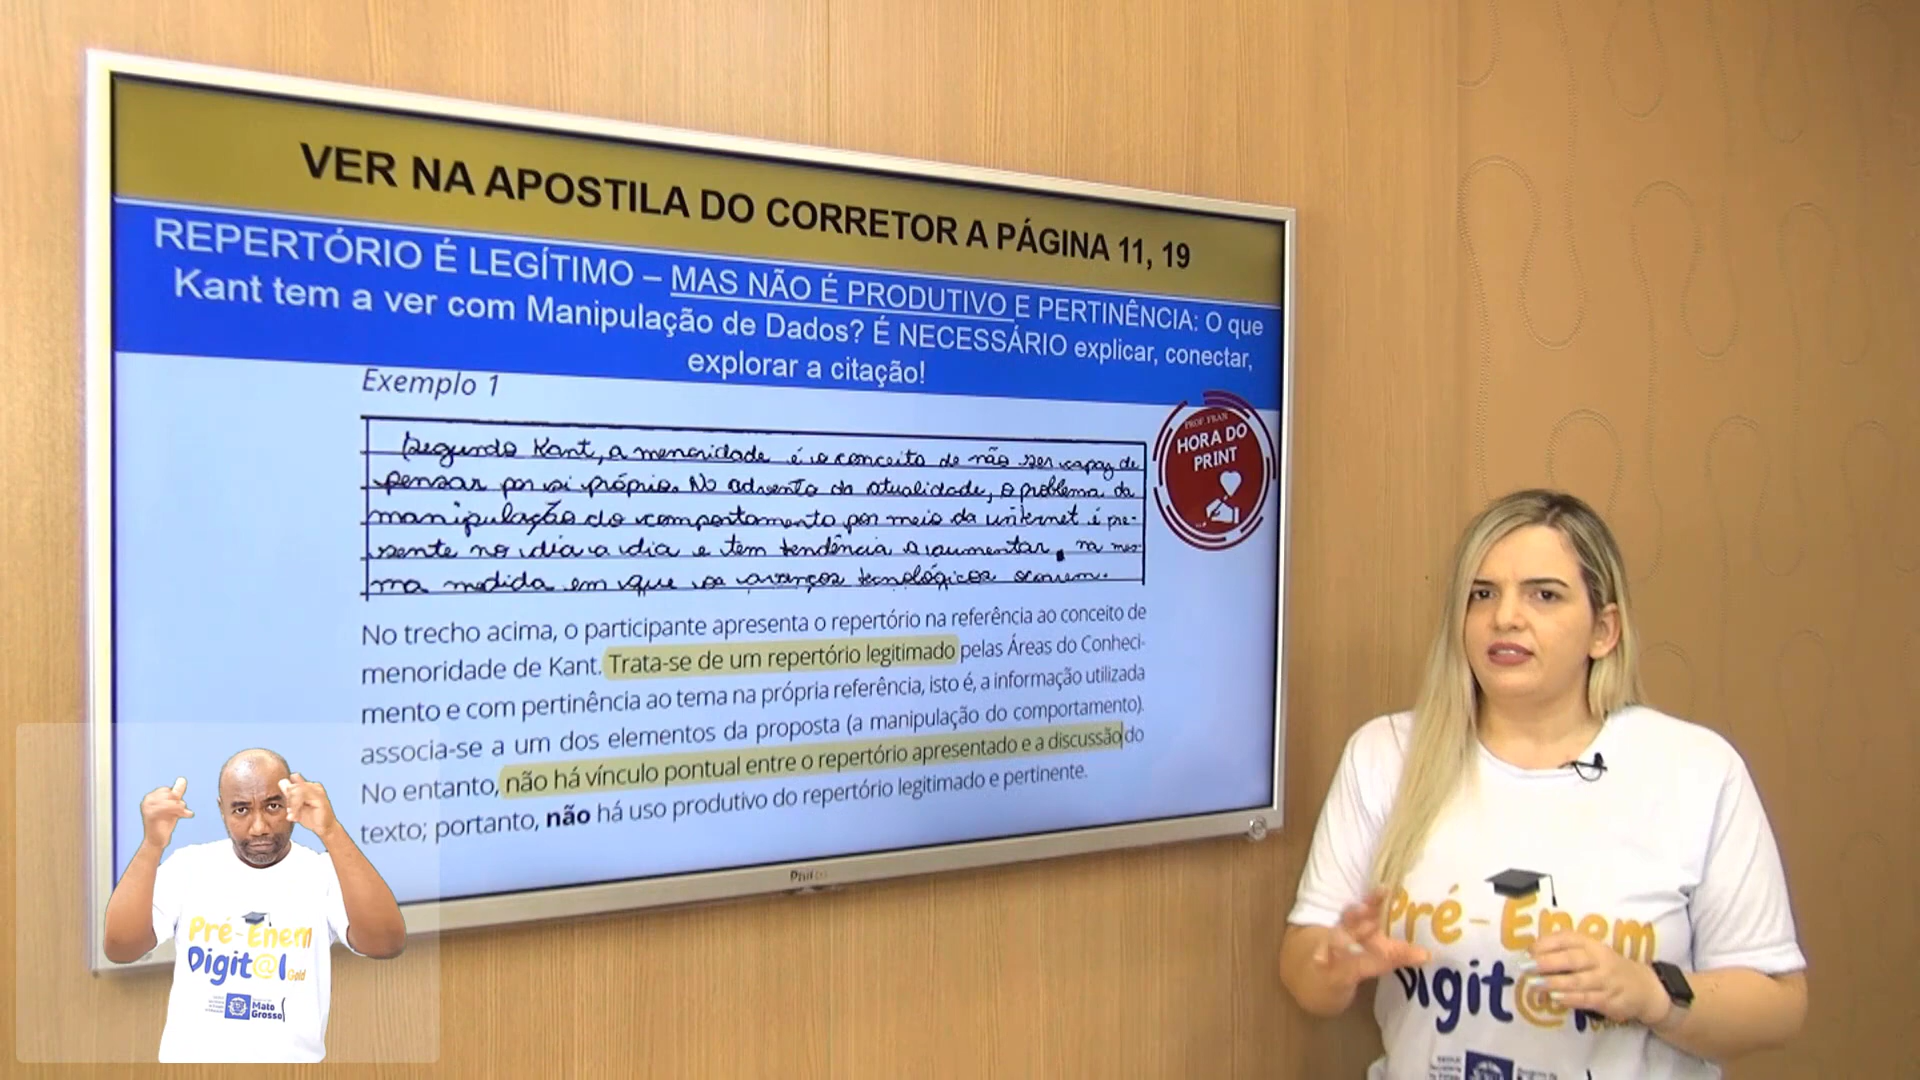 VER NA APOSTILA DO CORRETOR A PÁGINA 11, 19
REPERTÓRIO É LEGÍTIMO – MAS NÃO É PRODUTIVO E PERTINÊNCIA: O que
Kant tem a ver com Manipulação de Dados? É NECESSÁRIO explicar, conectar,
explorar a citação!
Exemplo 1
Segundo Kant, a menoridade é o conceito de não ser capaz de
pensar por si próprio. No advento da atualidade, o problema da
manipulação do comportamento por meio da internet é pre-
sente no dia a dia e tem tendência a aumentar, na mes-
ma medida em que os avanços tecnológicos ocorrem.
PROF. FRAN
HORA DO
PRINT
No trecho acima, o participante apresenta o repertório na referência ao conceito de
menoridade de Kant. Trata-se de um repertório legitimado pelas Áreas do Conheci-
mento e com pertinência ao tema na própria referência, isto é, a informação utilizada
associa-se a um dos elementos da proposta (a manipulação do comportamento).
No entanto, não há vínculo pontual entre o repertório apresentado e a discussão do
texto; portanto, não há uso produtivo do repertório legitimado e pertinente.
Pré-Enem
Digit@l
Gold
Mato
Grosso
Pré-Enem
Digit@l